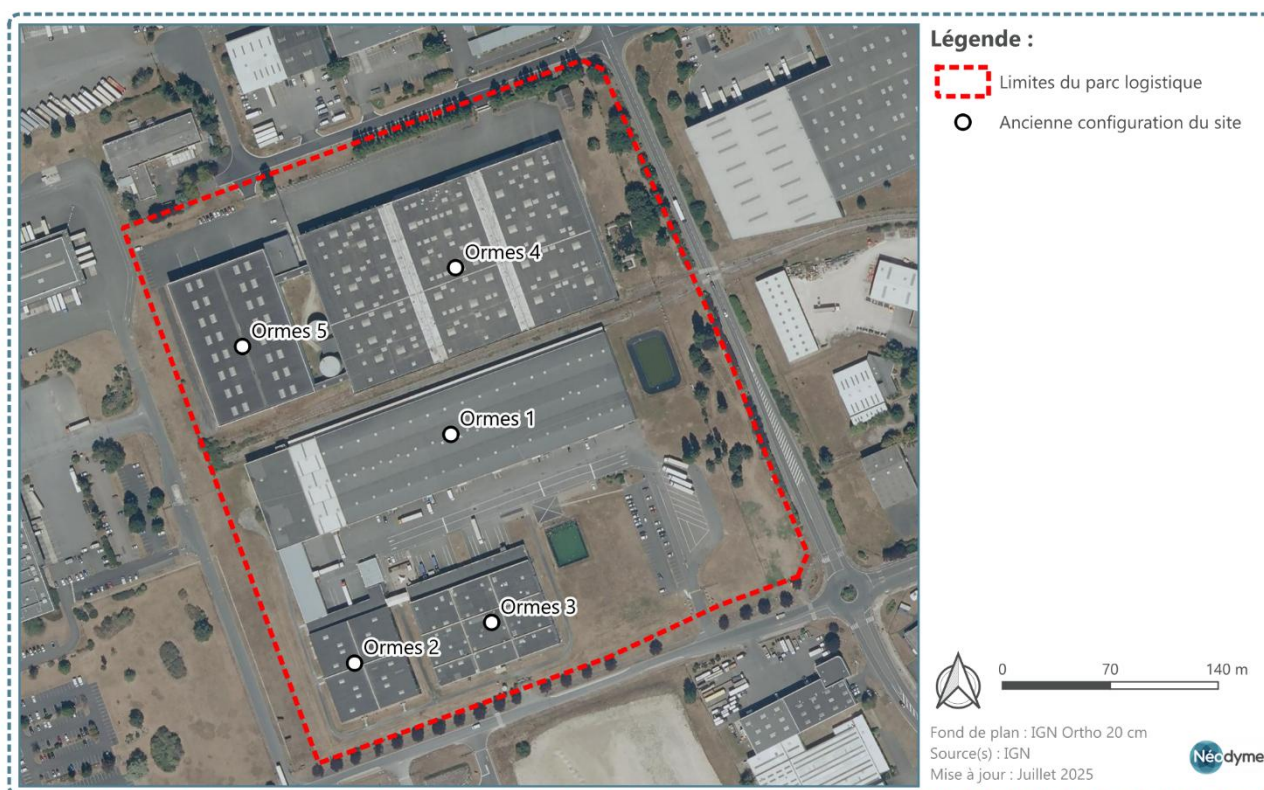 Légende :
Limites du parc logistique
Ancienne configuration du site
Ormes 4
Ormes 5
Ormes 1
Ormes 3
Ormes 2
0 70 140 m
Fond de plan : IGN Ortho 20 cm
Source(s) : IGN
Mise à jour : Juillet 2025
Néodyme